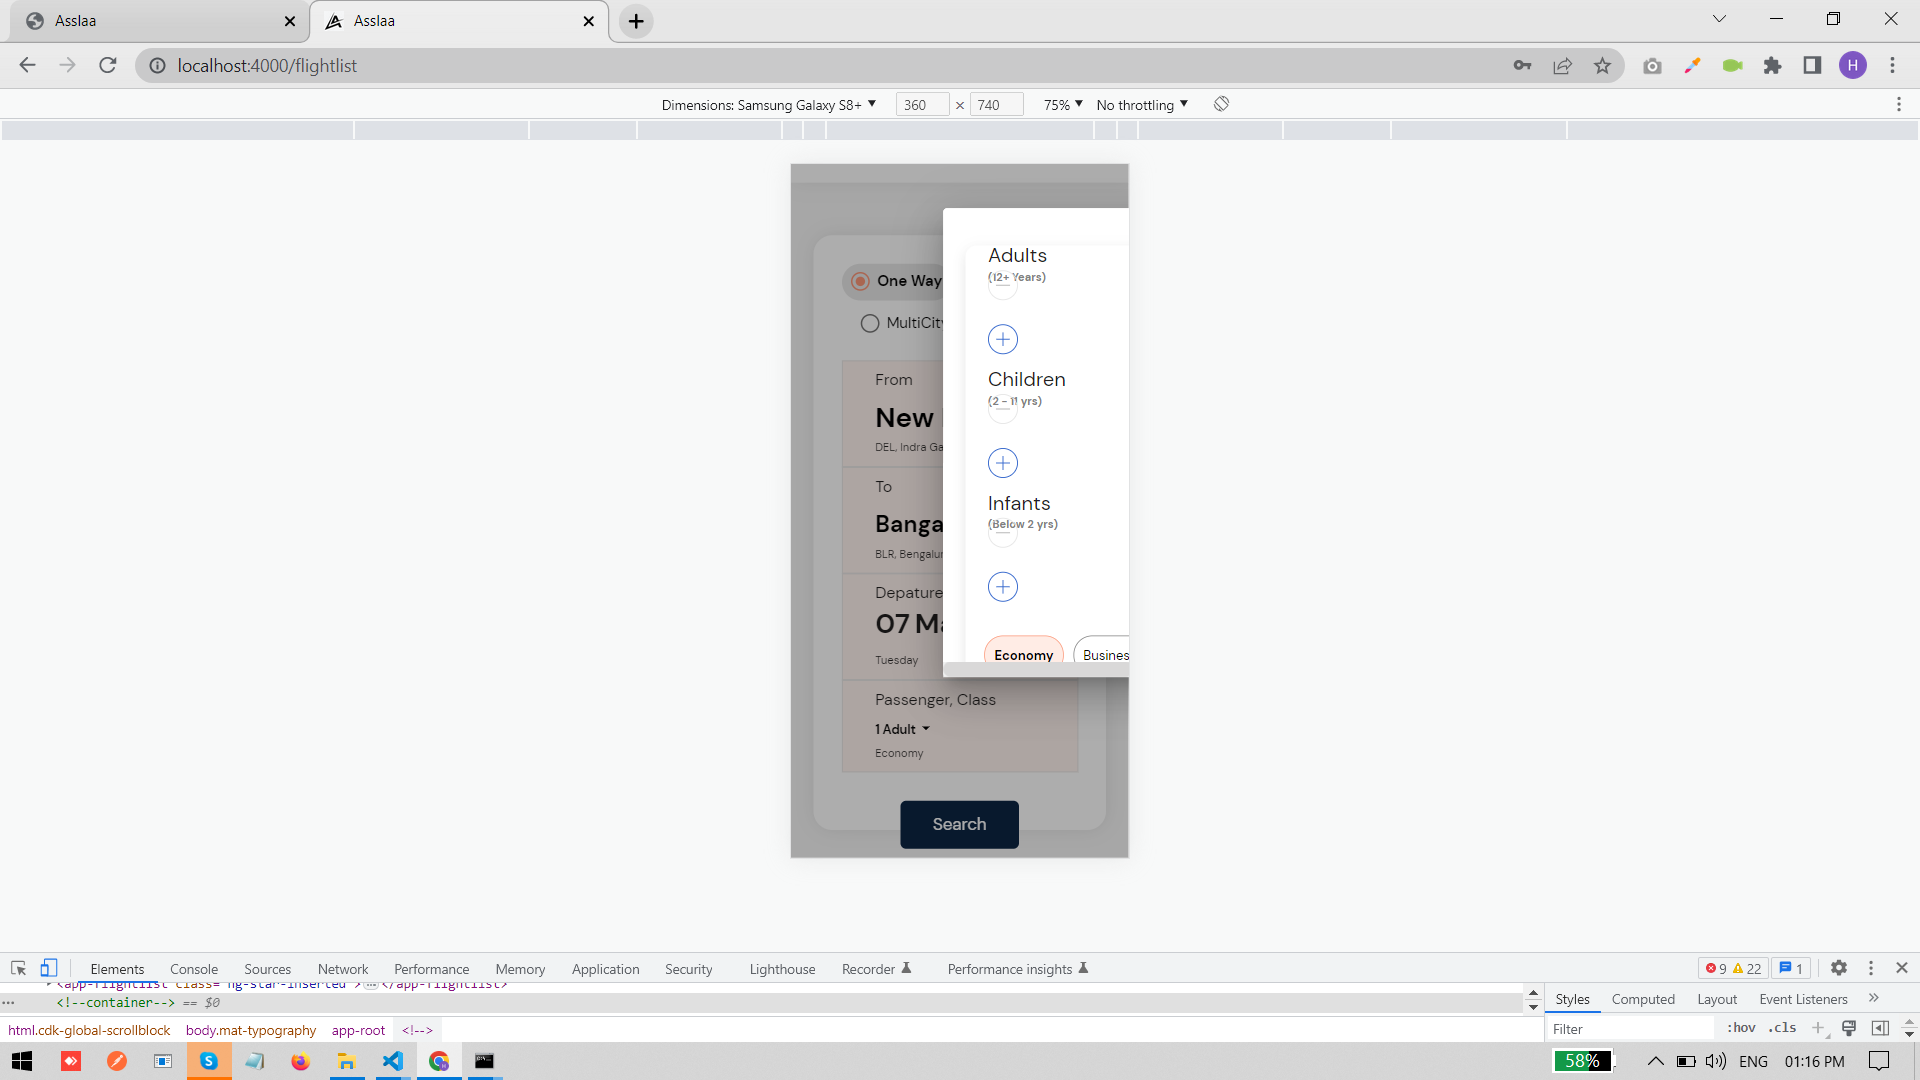 Asslaa
Asslaa
localhost:4000/flightlist
H
Dimensions: Samsung Galaxy S8+ 360 × 740 75% No throttling
One Way
MultiCity
From
New
DEL, Indra Ga
To
Banga
BLR, Bengalur
Depature
07 Ma
Tuesday
Passenger, Class
1 Adult
Economy
Search
Adults
(12+ Years)
Children
(2 - 11 yrs)
Infants
(Below 2 yrs)
Economy
Busines
Elements Console Sources Network Performance Memory Application Security Lighthouse Recorder Performance insights 9 22 1
<app-flightlist class="ng-star-inserted">…</app-flightlist>
<!--container--> == $0
html.cdk-global-scrollblock body.mat-typography app-root <!-->
Styles Computed Layout Event Listeners »
Filter :hov .cls
58% ENG 01:16 PM